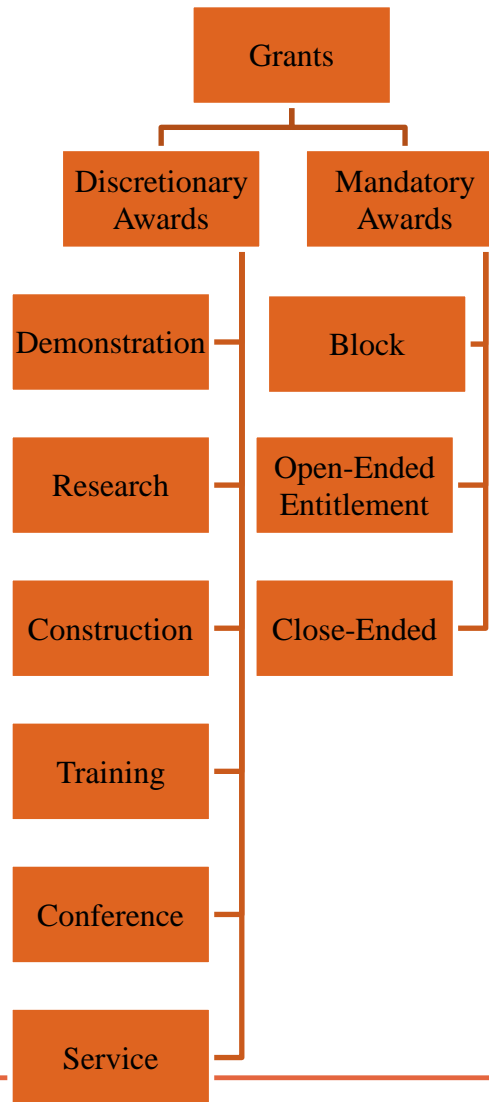 Grants
Discretionary
Awards
Mandatory
Awards
Demonstration
Research
Construction
Training
Conference
Service
Block
Open-Ended
Entitlement
Close-Ended